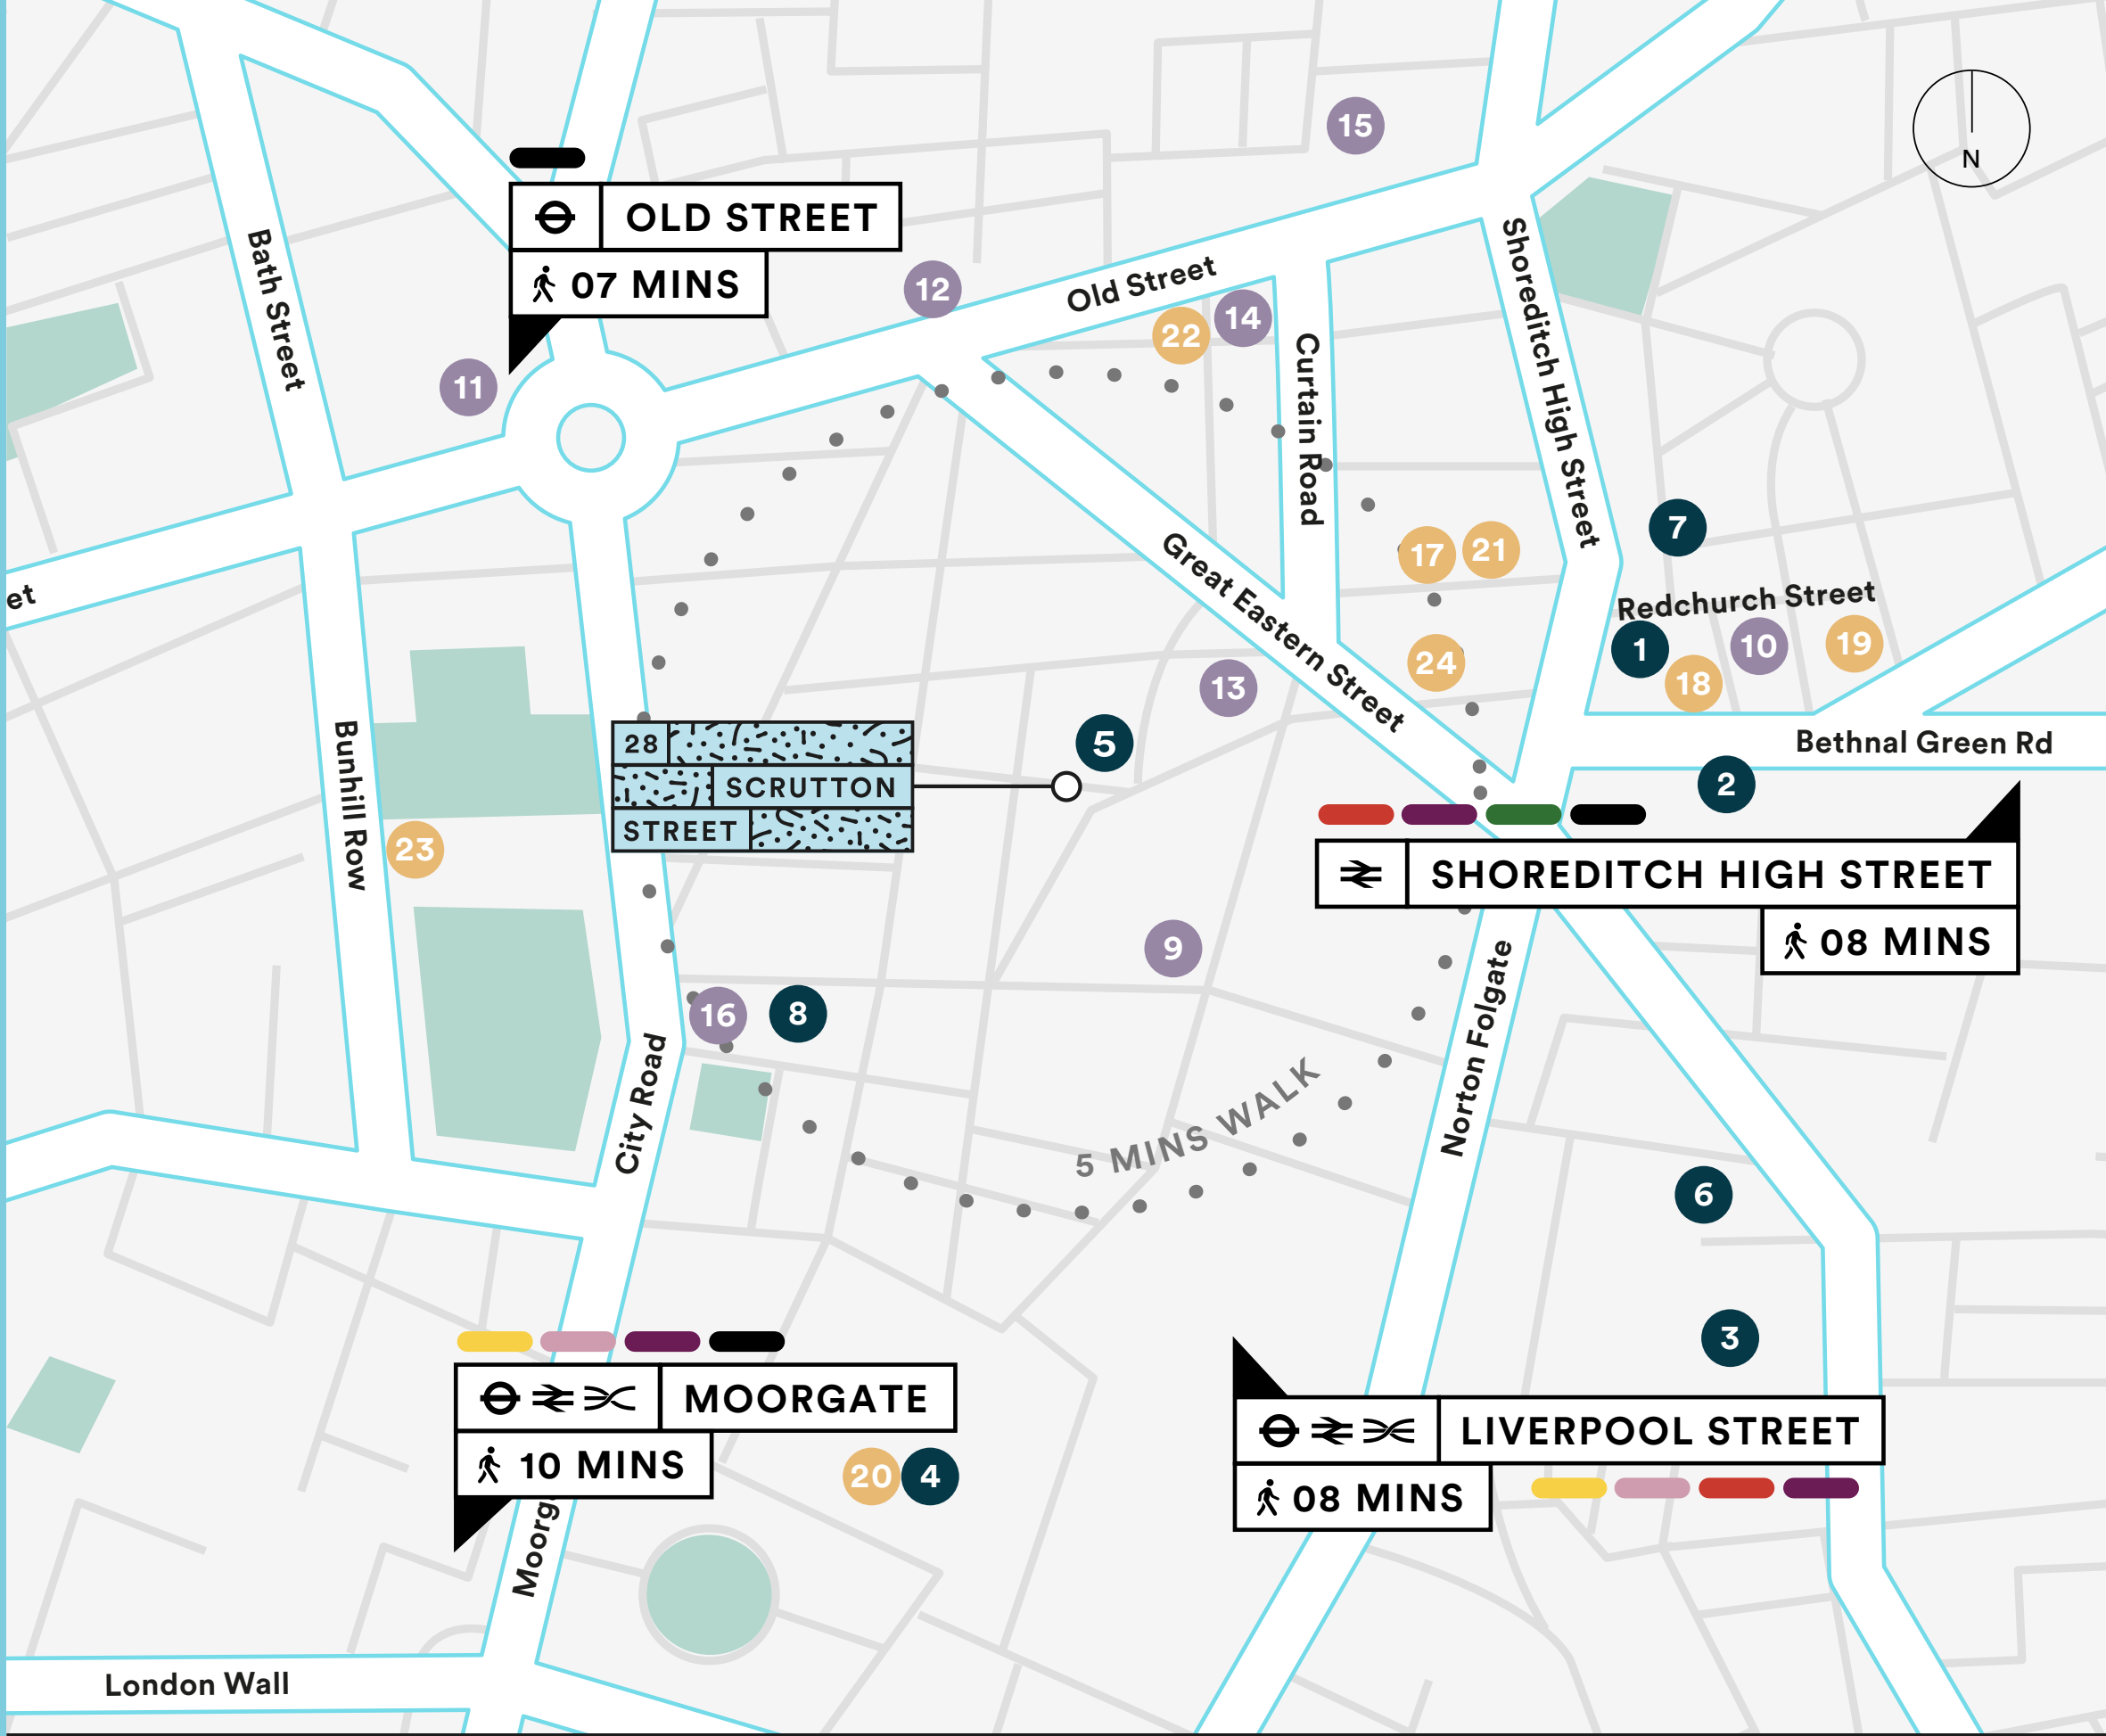 15
N
OLD STREET
07 MINS
Bath Street
12
Old Street
14
22
Shoreditch High Street
Curtain Road
11
7
17
21
Great Eastern Street
et
Redchurch Street
1
10
19
24
18
13
5
Bethnal Green Rd
28
SCRUTTON
STREET
2
Bunhill Row
23
SHOREDITCH HIGH STREET
08 MINS
9
16
8
City Road
Norton Folgate
5 MINS WALK
6
3
MOORGATE
10 MINS
20
4
LIVERPOOL STREET
08 MINS
Moorg
London Wall